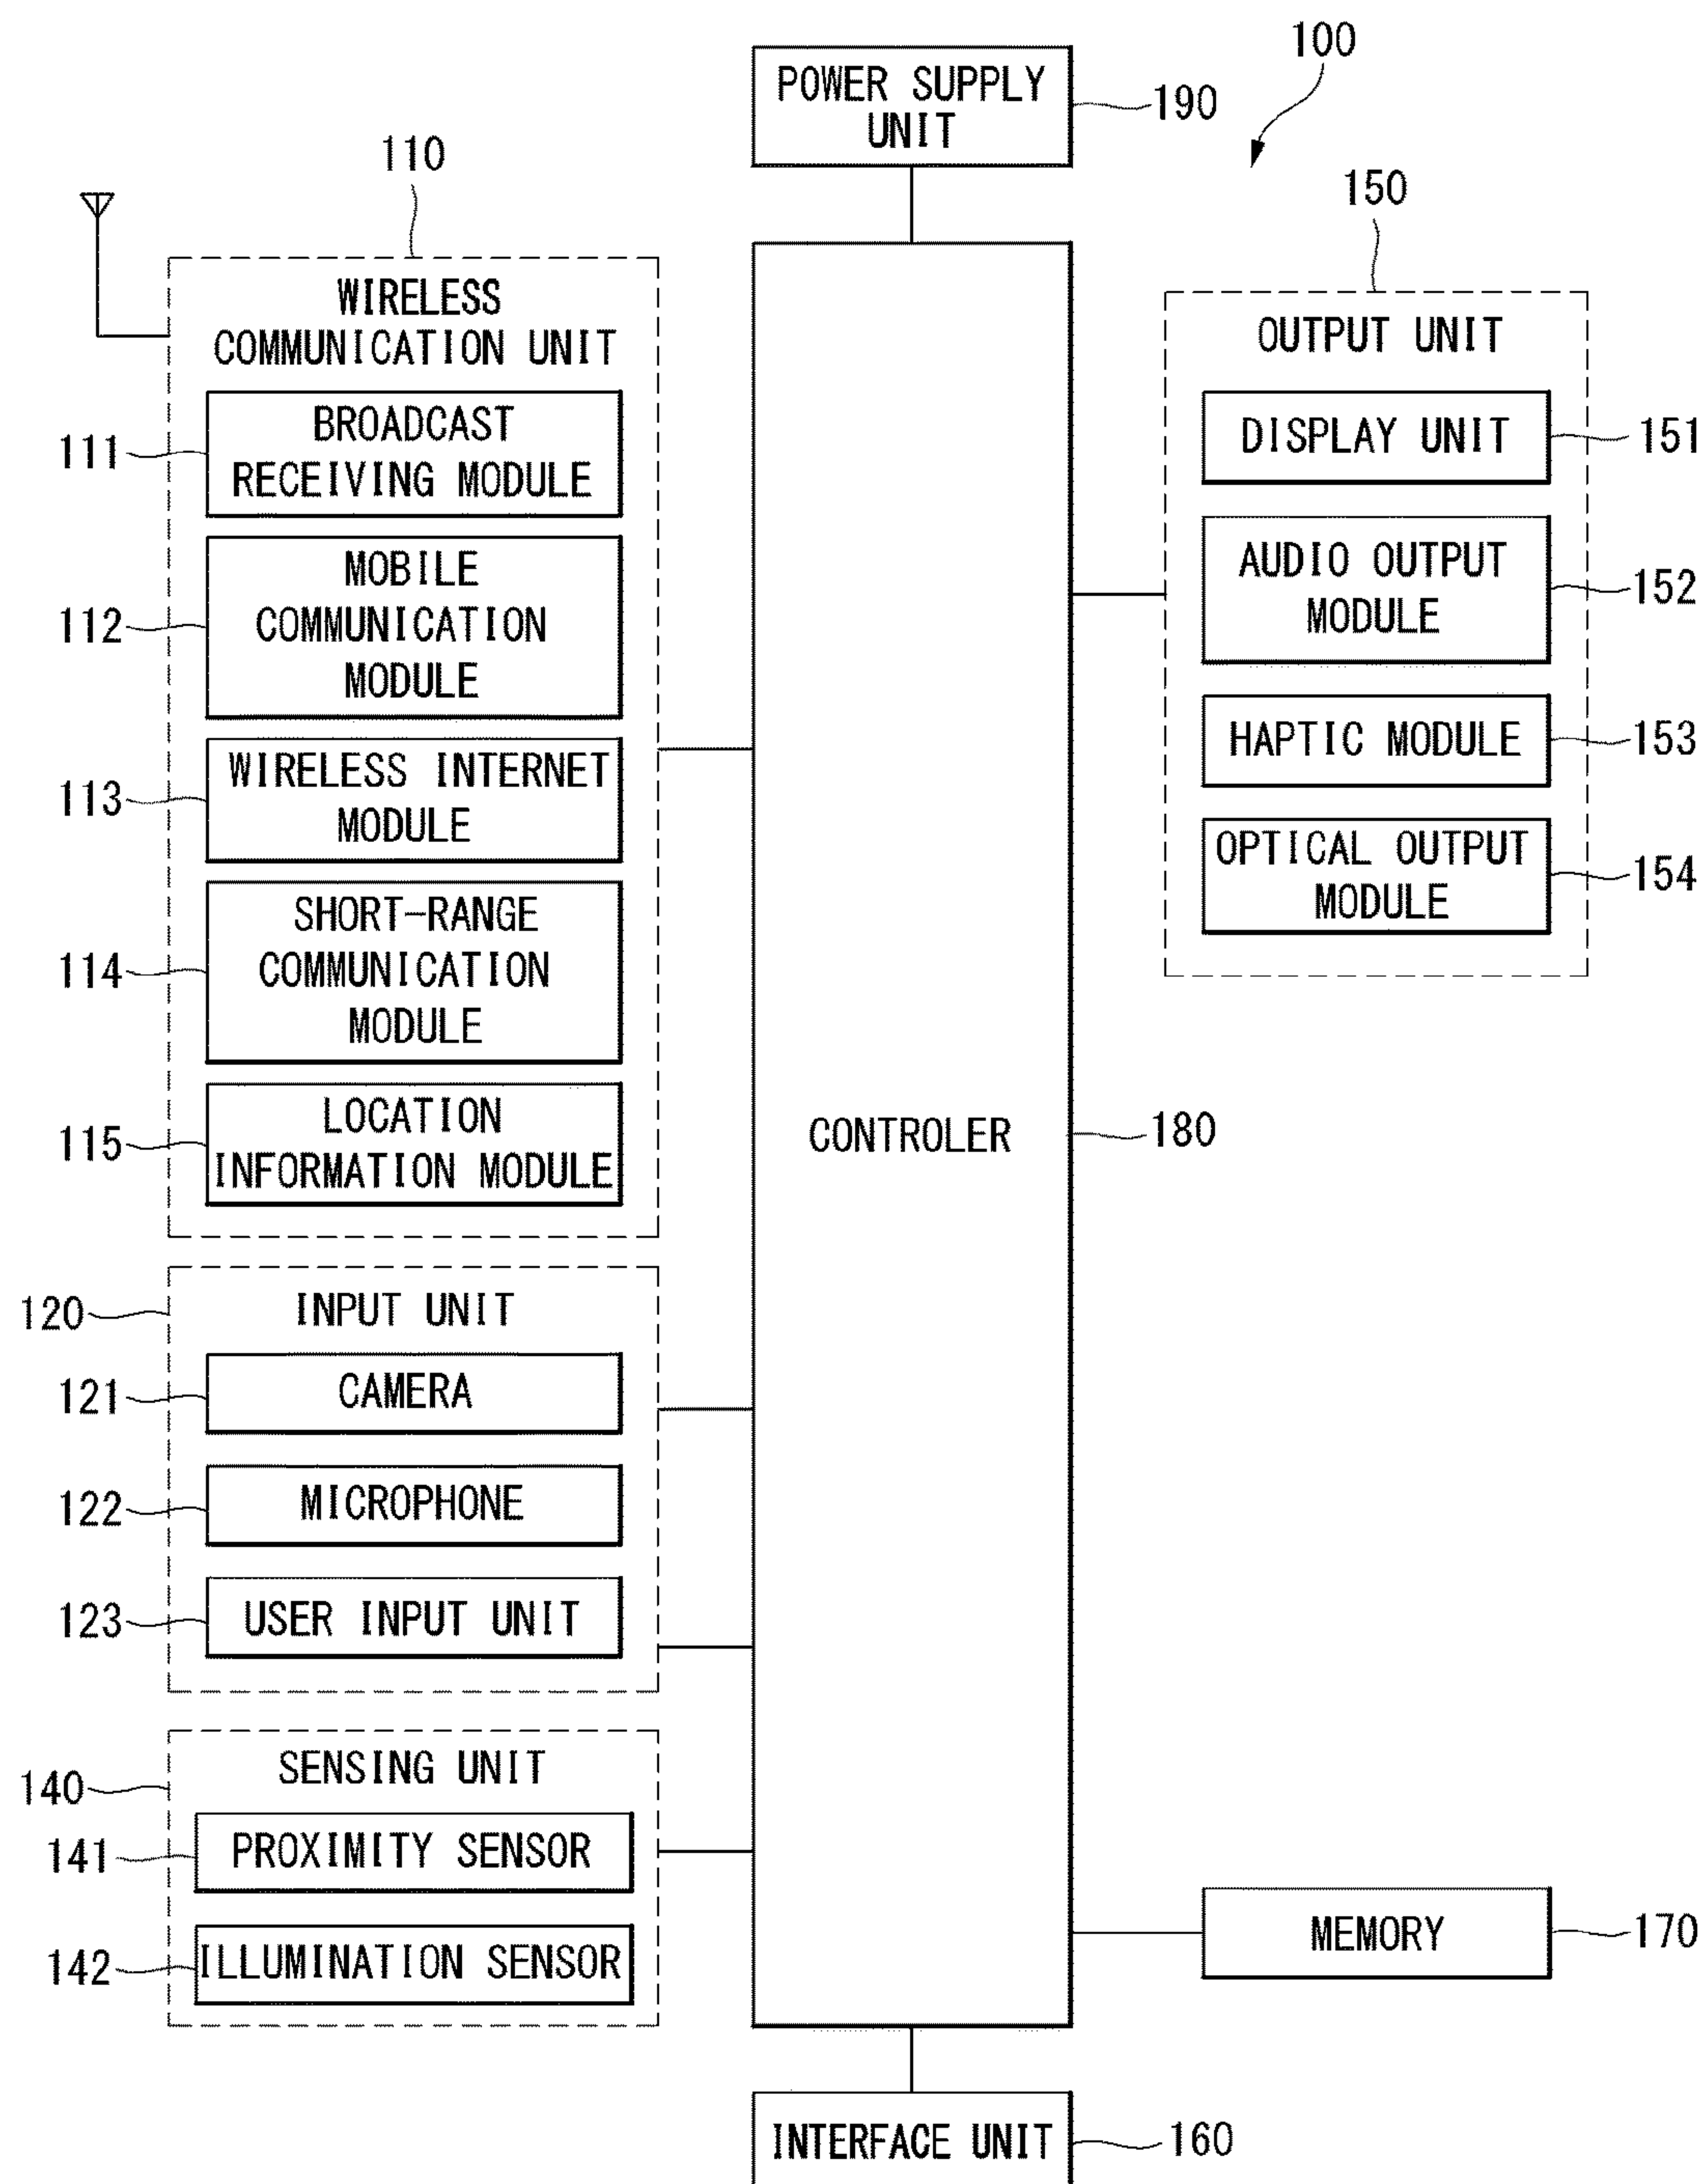 100
POWER SUPPLY
UNIT
190
110
150
WIRELESS
COMMUNICATION UNIT
BROADCAST
RECEIVING MODULE
111
MOBILE
COMMUNICATION
MODULE
112
WIRELESS INTERNET
MODULE
113
SHORT-RANGE
COMMUNICATION
MODULE
114
LOCATION
INFORMATION MODULE
115
INPUT UNIT
120
CAMERA
121
MICROPHONE
122
USER INPUT UNIT
123
SENSING UNIT
140
PROXIMITY SENSOR
141
ILLUMINATION SENSOR
142
CONTROLER
180
OUTPUT UNIT
DISPLAY UNIT
151
AUDIO OUTPUT
MODULE
152
HAPTIC MODULE
153
OPTICAL OUTPUT
MODULE
154
MEMORY
170
INTERFACE UNIT
160